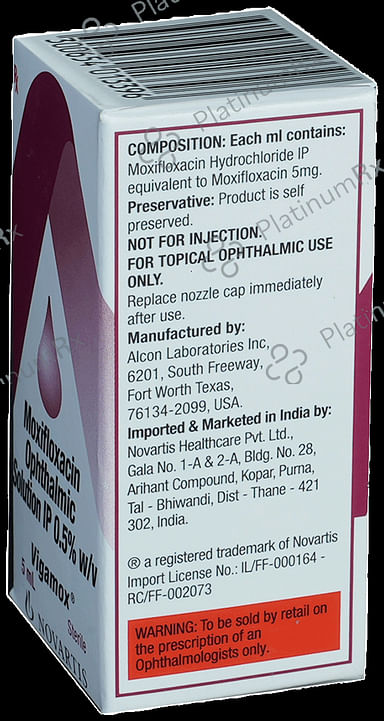 COMPOSITION: Each ml contains:
Moxifloxacin Hydrochloride IP
equivalent to Moxifloxacin 5mg.
Preservative: Product is self
preserved.
NOT FOR INJECTION.
FOR TOPICAL OPHTHALMIC USE
ONLY.
Replace nozzle cap immediately
after use.
Manufactured by:
Alcon Laboratories Inc,
6201, South Freeway,
Fort Worth Texas,
76134-2099, USA.
Imported & Marketed in India by:
Novartis Healthcare Pvt. Ltd.,
Gala No. 1-A & 2-A, Bldg. No. 28,
Arihant Compound, Kopar, Purna,
Tal - Bhiwandi, Dist - Thane - 421
302, India.
® a registered trademark of Novartis
Import License No.: IL/FF-000164 -
RC/FF-002073
WARNING: To be sold by retail on
the prescription of an
Ophthalmologists only.
Rx
Moxifloxacin
Ophthalmic
Solution IP 0.5% w/v
Vigamox®
5 ml
Sterile
NOVARTIS
PlatinumRx
PlatinumRx
PlatinumRx